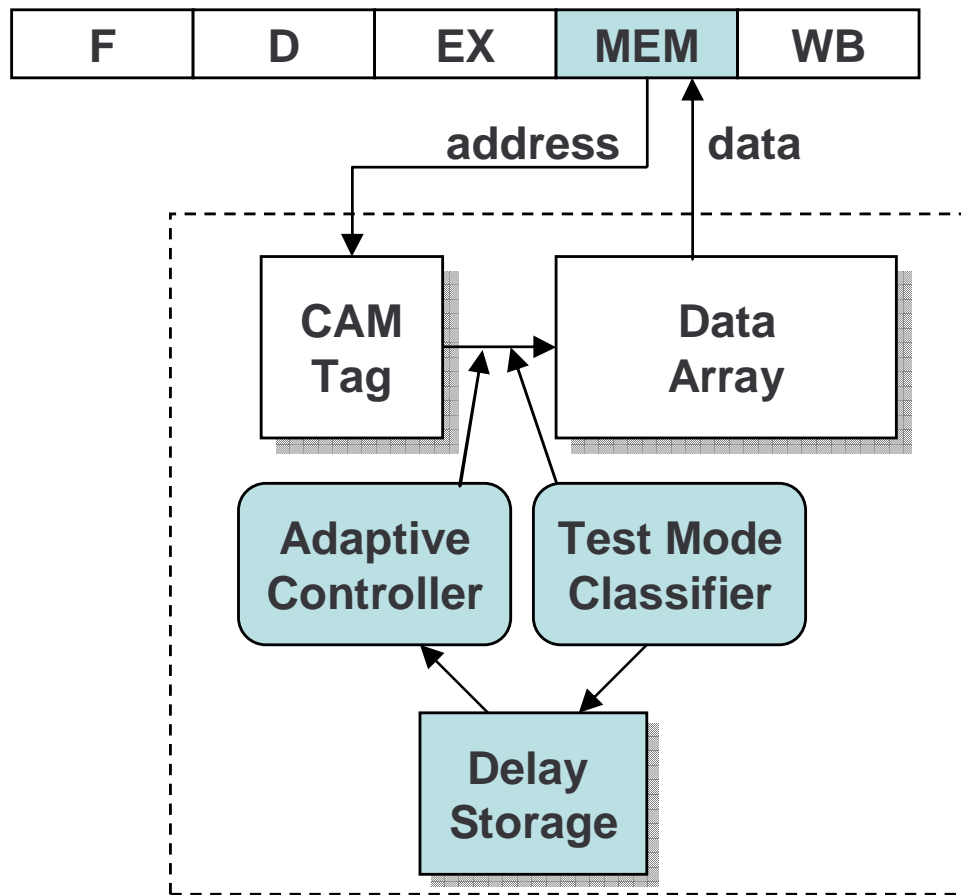 F D EX MEM WB
address data
CAM
Tag
Data
Array
Adaptive
Controller
Test Mode
Classifier
Delay
Storage